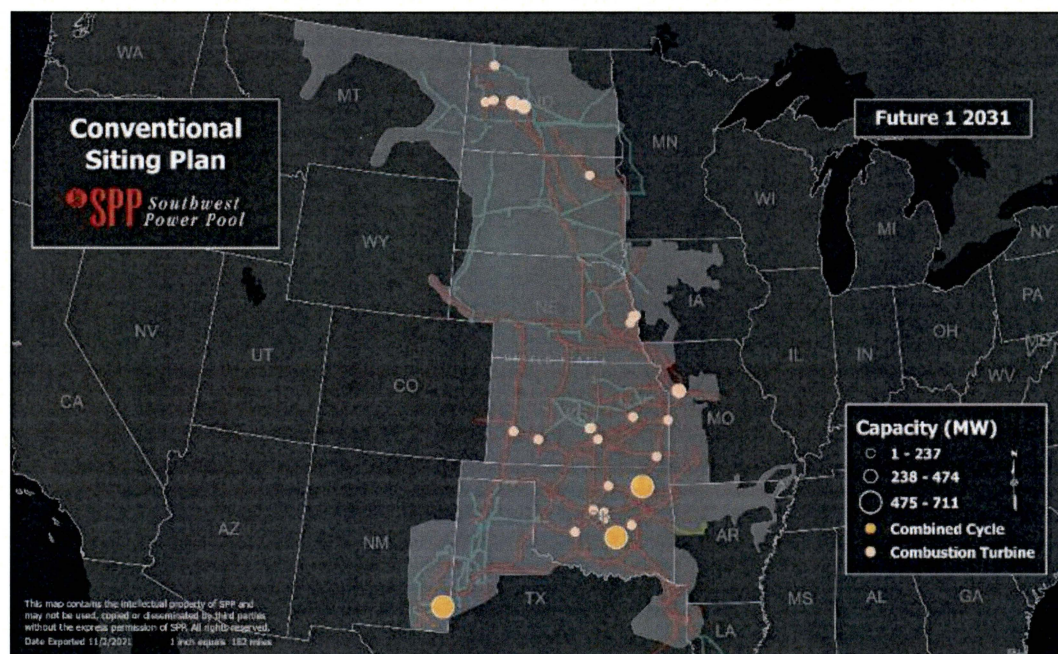 WA
MT
ND
MN
Conventional
Siting Plan
SPP Southwest
Power Pool
Future 1 2031
WI
MI
NY
WY
IA
PA
NE
NV
UT
IL
IN
OH
MD
CO
WV
CA
MO
Capacity (MW)
1 - 237
238 - 474
475 - 711
Combined Cycle
Combustion Turbine
AZ
NM
AR
TX
MS
AL
GA
LA
This map contains the intellectual property of SPP and
may not be used, copied or disseminated by third parties
without the express permission of SPP. All rights reserved.
Date Exported 11/2/2021 1 inch equals 182 miles